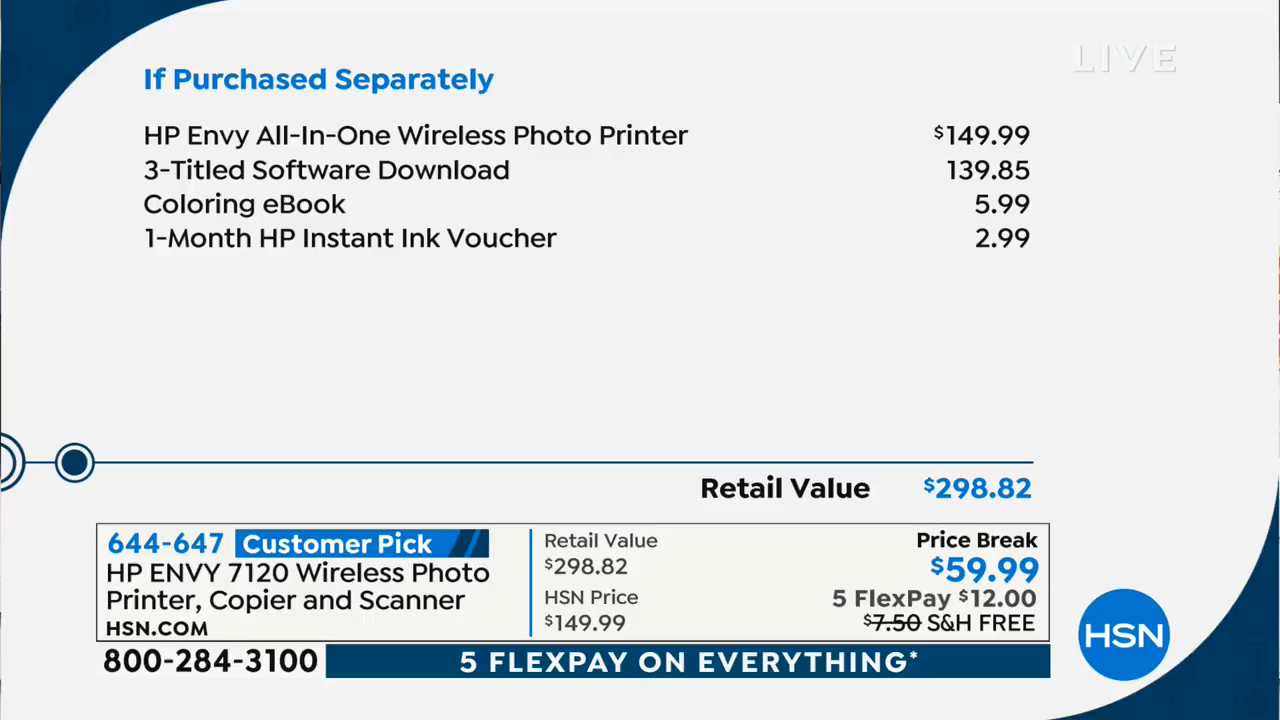 LIVE
If Purchased Separately
HP Envy All-In-One Wireless Photo Printer $149.99
3-Titled Software Download 139.85
Coloring eBook 5.99
1-Month HP Instant Ink Voucher 2.99
Retail Value $298.82
644-647 Customer Pick
HP ENVY 7120 Wireless Photo
Printer, Copier and Scanner
HSN.COM
Retail Value
$298.82
HSN Price
$149.99
Price Break
$59.99
5 FlexPay $12.00
$7.50 S&H FREE
HSN
800-284-3100 5 FLEXPAY ON EVERYTHING*